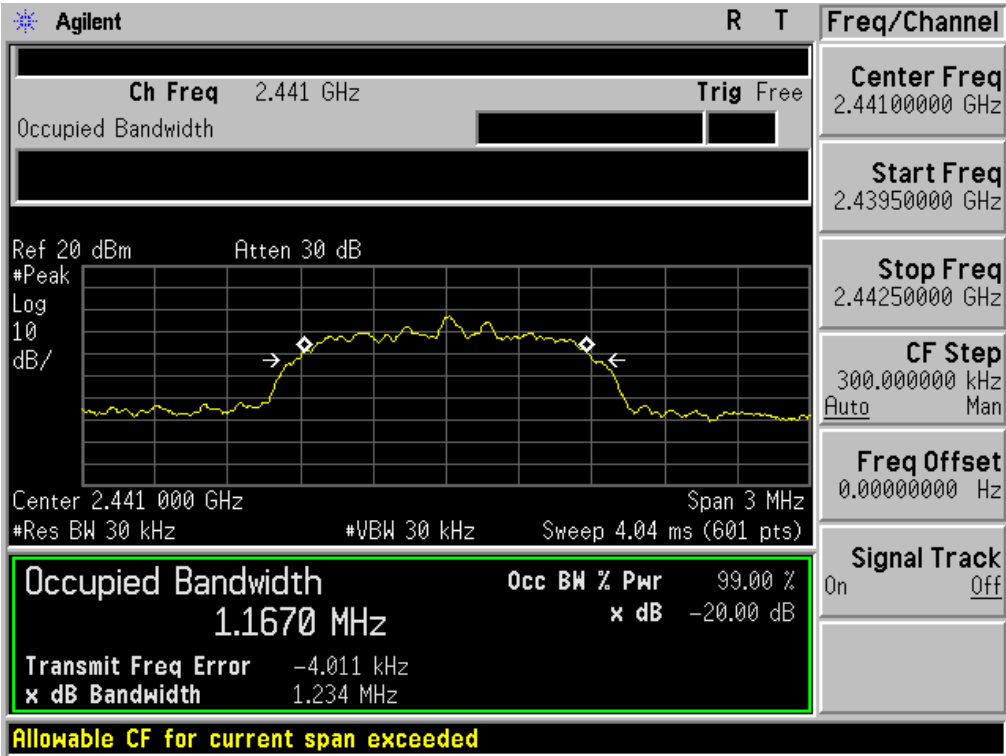 Agilent R T
Ch Freq 2.441 GHz Trig Free
Occupied Bandwidth
Ref 20 dBm Atten 30 dB
#Peak
Log
10
dB/
Center 2.441 000 GHz Span 3 MHz
#Res BW 30 kHz #VBW 30 kHz Sweep 4.04 ms (601 pts)
Occupied Bandwidth
1.1670 MHz
Occ BW % Pwr 99.00 %
x dB -20.00 dB
Transmit Freq Error -4.011 kHz
x dB Bandwidth 1.234 MHz
Allowable CF for current span exceeded
Freq/Channel
Center Freq
2.44100000 GHz
Start Freq
2.43950000 GHz
Stop Freq
2.44250000 GHz
CF Step
300.000000 kHz
Auto Man
Freq Offset
0.00000000 Hz
Signal Track
On Off